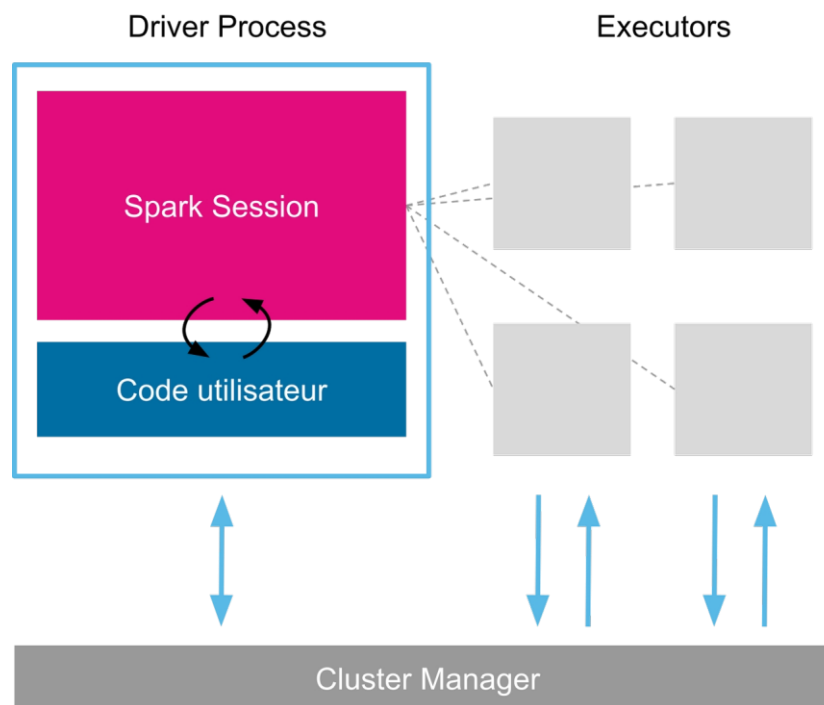 Driver Process
Executors
Spark Session
Code utilisateur
Cluster Manager